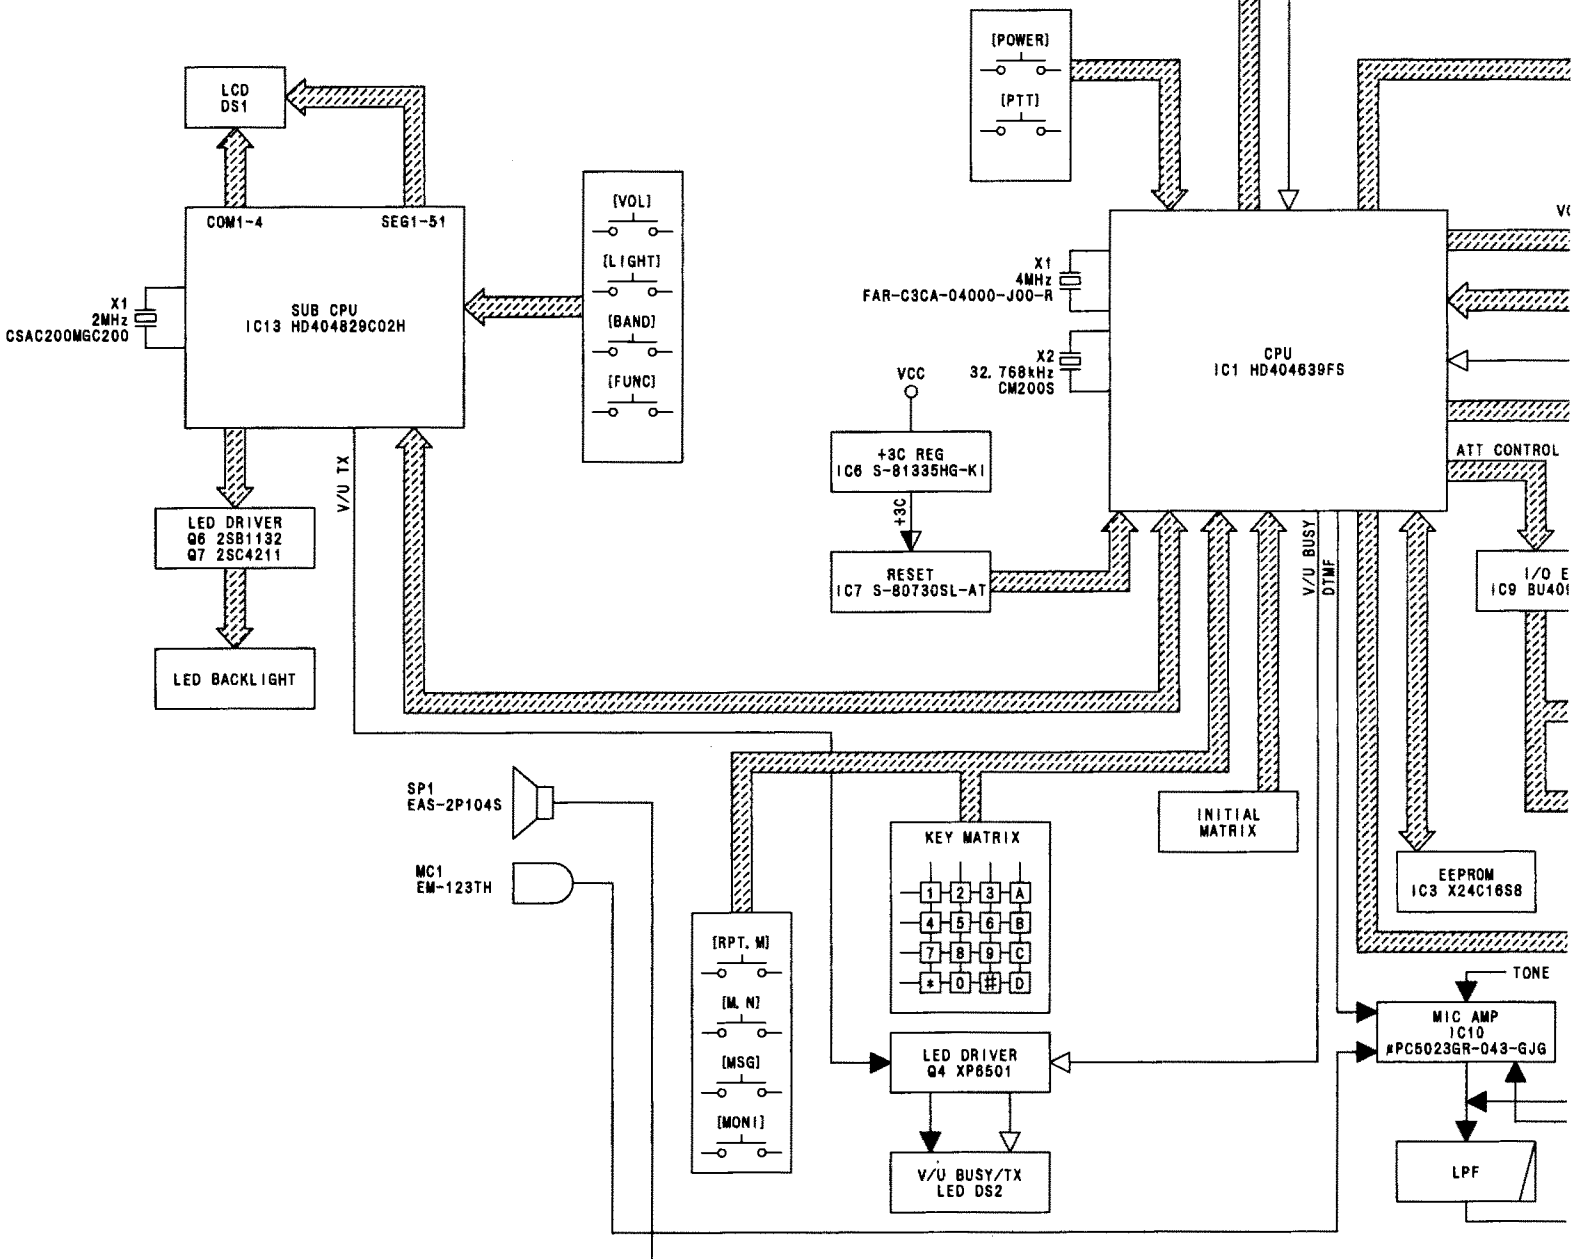 [POWER]
[PTT]
LCD
DS1
COM1-4
SEG1-51
[VOL]
[LIGHT]
[BAND]
[FUNC]
X1
2MHz
CSAC200MGC200
SUB CPU
IC13 HD404829C02H
X1
4MHz
FAR-C3CA-04000-J00-R
X2
32.768kHz
CM200S
CPU
IC1 HD404639FS
VCC
+3C REG
IC6 S-81335HG-KI
+3C
RESET
IC7 S-80730SL-AT
ATT CONTROL
V/U TX
LED DRIVER
Q6 2SB1132
Q7 2SC4211
LED BACKLIGHT
V/U BUSY
DTMF
I/O
IC9
SP1
EAS-2P104S
MC1
EM-123TH
KEY MATRIX
1 2 3 A
4 5 6 B
7 8 9 C
* 0 # D
INITIAL
MATRIX
EEPROM
IC3 X24C16S8
[RPT.M]
[M.N]
[MSG]
[MONI]
LED DRIVER
Q4 XP6501
V/U BUSY/TX
LED DS2
TONE
MIC AMP
IC10
μPC5023GR-043-GJG
LPF